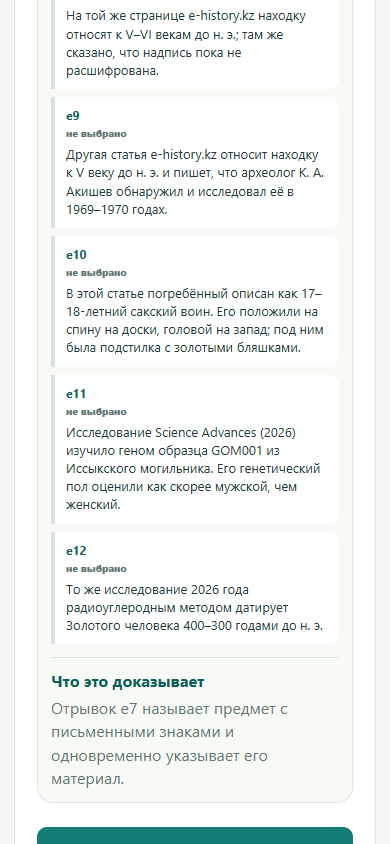 На той же странице e-history.kz находку
относят к V–VI векам до н. э.; там же
сказано, что надпись пока не
расшифрована.
e9
не выбрано
Другая статья e-history.kz относит находку
к V веку до н. э. и пишет, что археолог К. А.
Акишев обнаружил и исследовал её в
1969–1970 годах.
e10
не выбрано
В этой статье погребённый описан как 17–
18-летний сакский воин. Его положили на
спину на доски, головой на запад; под ним
была подстилка с золотыми бляшками.
e11
не выбрано
Исследование Science Advances (2026)
изучило геном образца GOM001 из
Иссыкского могильника. Его генетический
пол оценили как скорее мужской, чем
женский.
e12
не выбрано
То же исследование 2026 года
радиоуглеродным методом датирует
Золотого человека 400–300 годами до н. э.
Что это доказывает
Отрывок e7 называет предмет с
письменными знаками и
одновременно указывает его
материал.